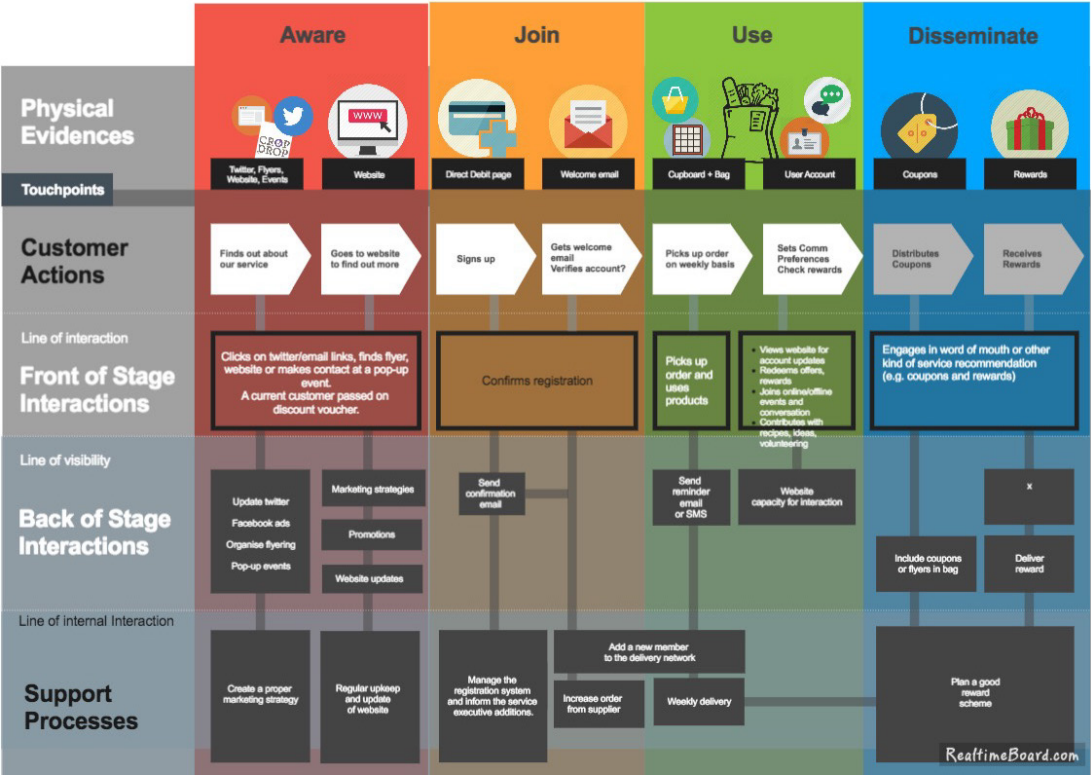 Aware
Join
Use
Disseminate
Physical
Evidences
CROP
DROP
WWW
Twitter, Flyers,
Website, Events
Website
Direct Debit page
Welcome email
Cupboard + Bag
User Account
Coupons
Rewards
Touchpoints
Customer
Actions
Finds out about
our service
Goes to website
to find out more
Signs up
Gets welcome
email
Verifies account?
Picks up order
on weekly basis
Sets Comm
Preferences
Check rewards
Distributes
Coupons
Receives
Rewards
Line of interaction
Front of Stage
Interactions
Clicks on twitter/email links, finds flyer,
website or makes contact at a pop-up
event.
A current customer passed on
discount voucher.
Confirms registration
Picks up
order and
uses
products
• Views website for
account updates
• Redeems offers,
rewards
• Joins online/offline
events and
conversation
• Contributes with
recipes, ideas,
volunteering
Engages in word of mouth or other
kind of service recommendation
(e.g. coupons and rewards)
Line of visibility
Back of Stage
Interactions
Update twitter
Facebook ads
Organise flyering
Pop-up events
Marketing strategies
Promotions
Website updates
Send
confirmation
email
Send
reminder
email
or SMS
Website
capacity for interaction
Include coupons
or flyers in bag
x
Deliver
reward
Line of internal Interaction
Support
Processes
Create a proper
marketing strategy
Regular upkeep
and update
of website
Manage the
registration system
and inform the service
executive additions.
Add a new member
to the delivery network
Increase order
from supplier
Weekly delivery
Plan a good
reward
scheme
RealtimeBoard.com